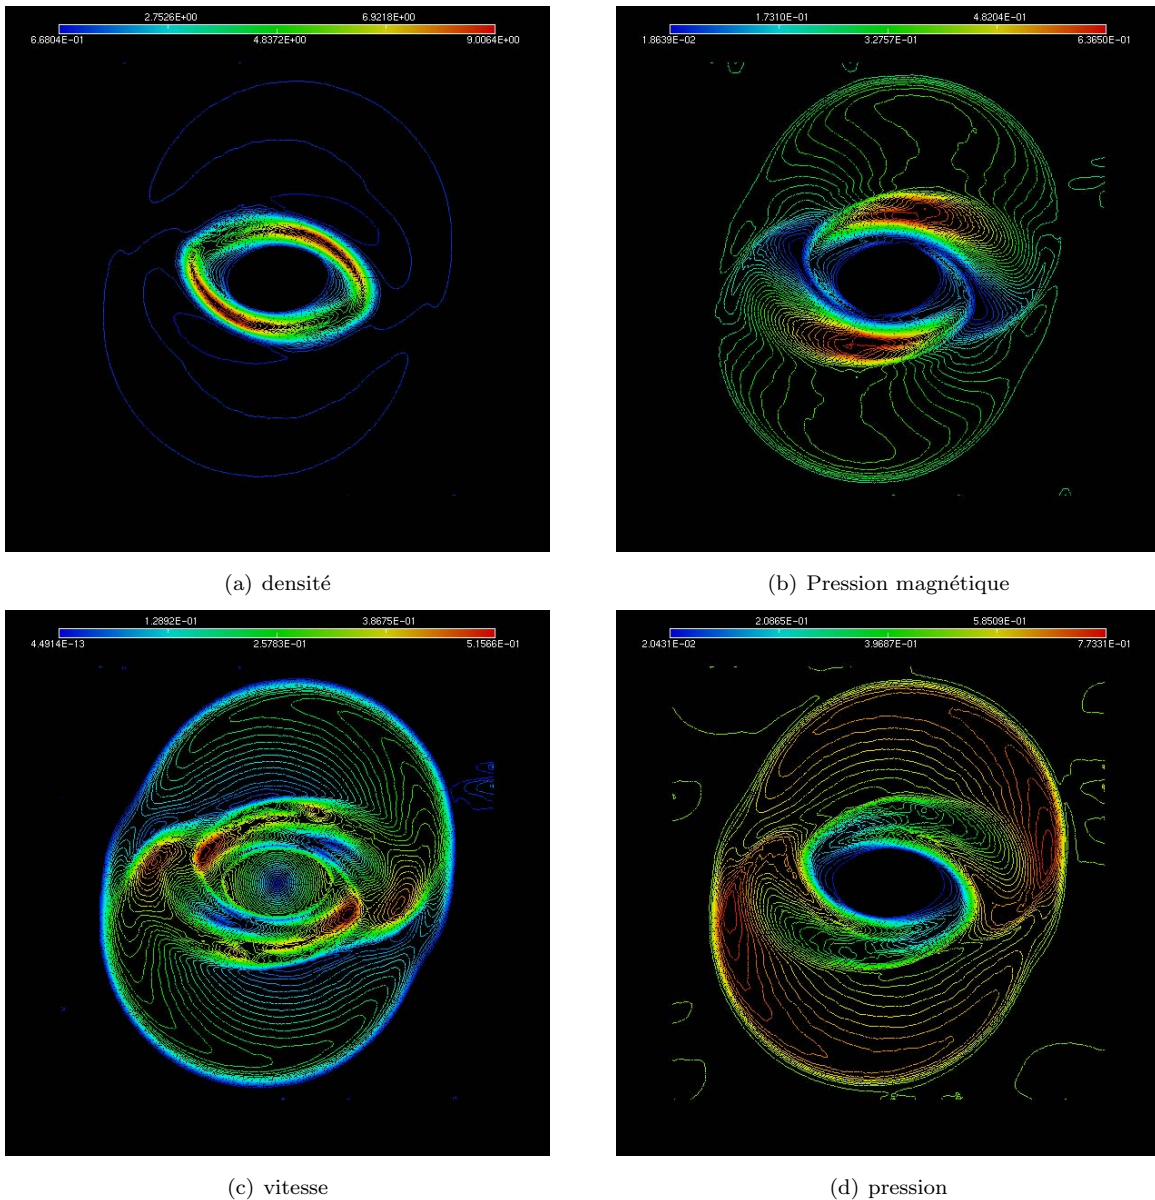 2.7526E+00 6.9218E+00
6.6804E-01 4.8372E+00 9.0064E+00
1.7310E-01 4.8204E-01
1.8639E-02 3.2757E-01 6.3650E-01
(a) densité
(b) Pression magnétique
1.2892E-01 3.8675E-01
4.4914E-13 2.5783E-01 5.1566E-01
2.0865E-01 5.8509E-01
2.0431E-02 3.9687E-01 7.7331E-01
(c) vitesse
(d) pression